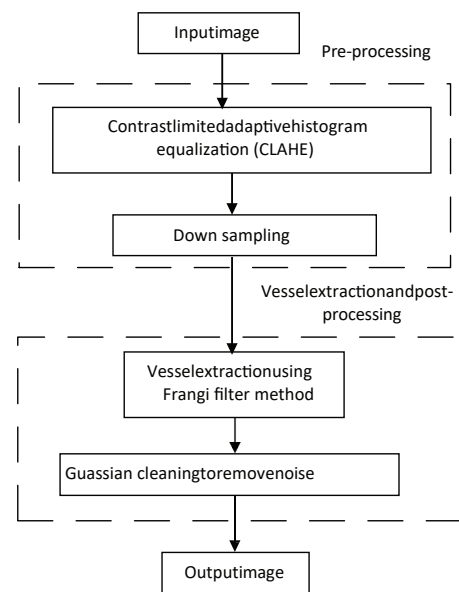 Inputimage
Pre-processing
Contrastlimitedadaptivehistogram
equalization (CLAHE)
Down sampling
Vesselextractionandpost-
processing
Vesselextractionusing
Frangi filter method
Guassian cleaningtoremovenoise
Outputimage